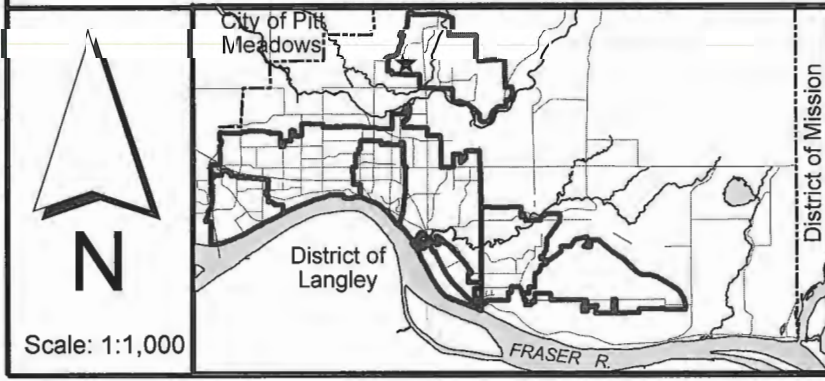 City of Pitt
Meadows
District of Mission
District of
Langley
N
Scale: 1:1,000
FRASER R.